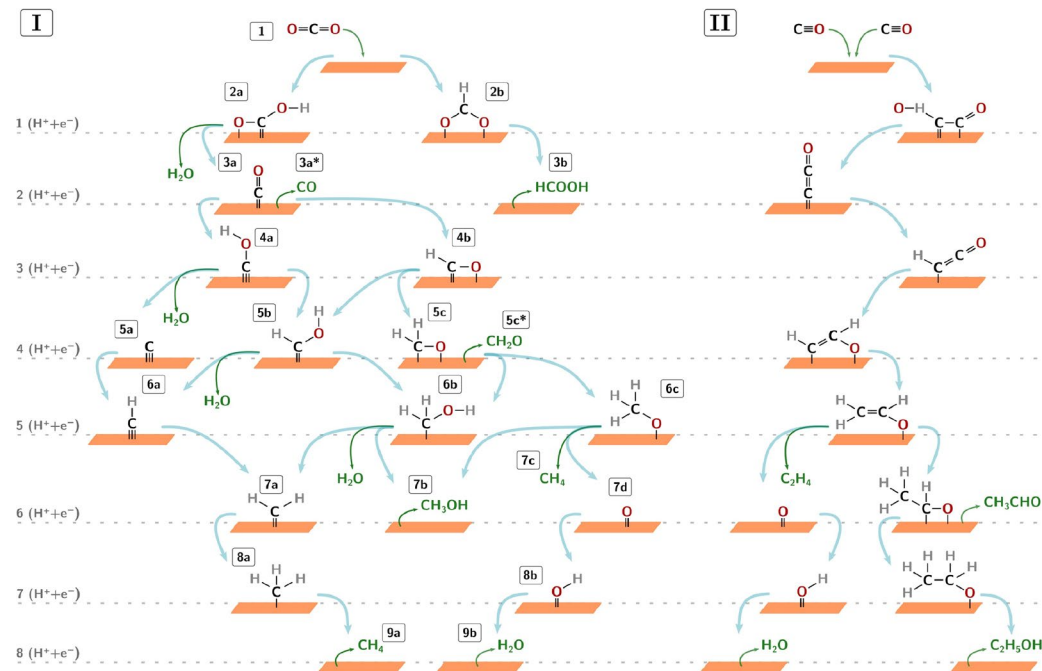 I
II
1
O=C=O
C≡O
C≡O
2a
O
C
O–H
H
C
O
O
2b
O
H
C
C
O
1 (H⁺+e⁻)
H₂O
3a
O
C
3a*
CO
3b
HCOOH
O
C
C
2 (H⁺+e⁻)
4a
H
O
C
4b
H
C–O
H
C
C
O
3 (H⁺+e⁻)
H₂O
5a
C
5b
H
H
C
O
5c
H
H
C
O
5c*
CH₂O
H
C
C
H
O
4 (H⁺+e⁻)
H₂O
6a
H
C
6b
H
H
C
O–H
6c
H
H
H
C
O
H
H
C=C
H
O
5 (H⁺+e⁻)
H₂O
7c
CH₄
C₂H₄
7a
H
H
C
7b
CH₃OH
7d
O
O
H
H
H
C
H
C
O
CH₃CHO
6 (H⁺+e⁻)
8a
H
H
H
C
8b
O
H
O
H
H
H
H
C
C
H
H
O
7 (H⁺+e⁻)
9a
CH₄
9b
H₂O
H₂O
C₂H₅OH
8 (H⁺+e⁻)